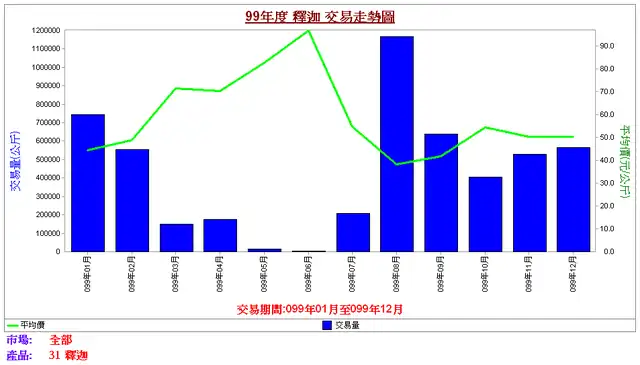 99年度 釋迦 交易走勢圖
交易量(公斤)
1200000
1100000
1000000
900000
800000
700000
600000
500000
400000
300000
200000
100000
0
90.0
80.0
70.0
60.0
50.0
40.0
30.0
20.0
10.0
0.0
平均價(元/公斤)
099年01月
099年02月
099年03月
099年04月
099年05月
099年06月
099年07月
099年08月
099年09月
099年10月
099年11月
099年12月
交易期間:099年01月至099年12月
平均價 交易量
市場: 全部
產品: 31 釋迦